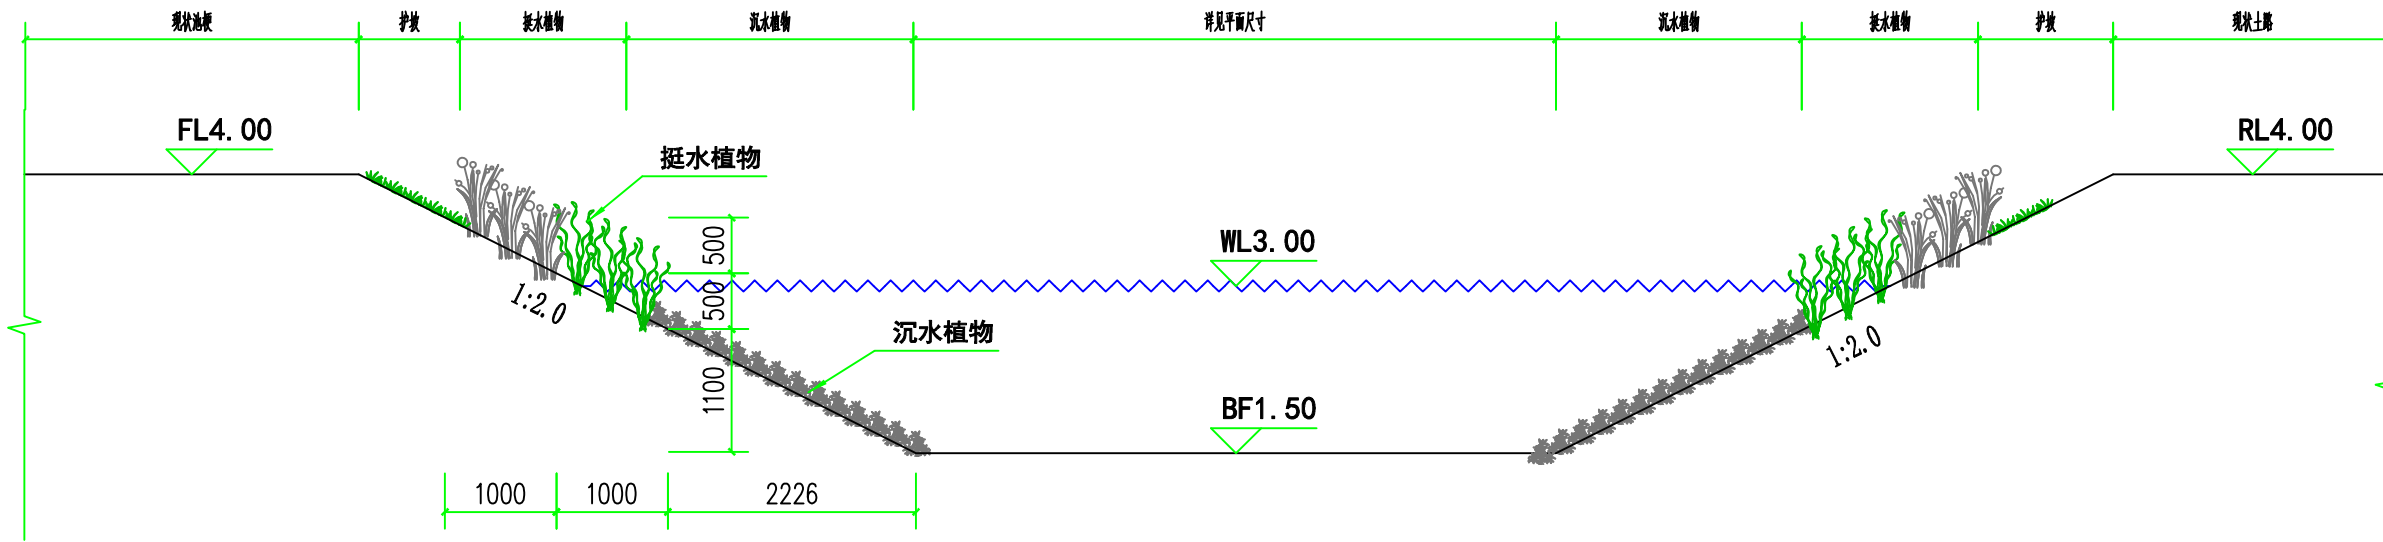 现状池埂 护坡 挺水植物 沉水植物 详见平面尺寸 沉水植物 挺水植物 护坡 现状土路
FL4.00
RL4.00
挺水植物
500
WL3.00
500
1:2.0
沉水植物
1:2.0
1100
BF1.50
1000 1000 2226